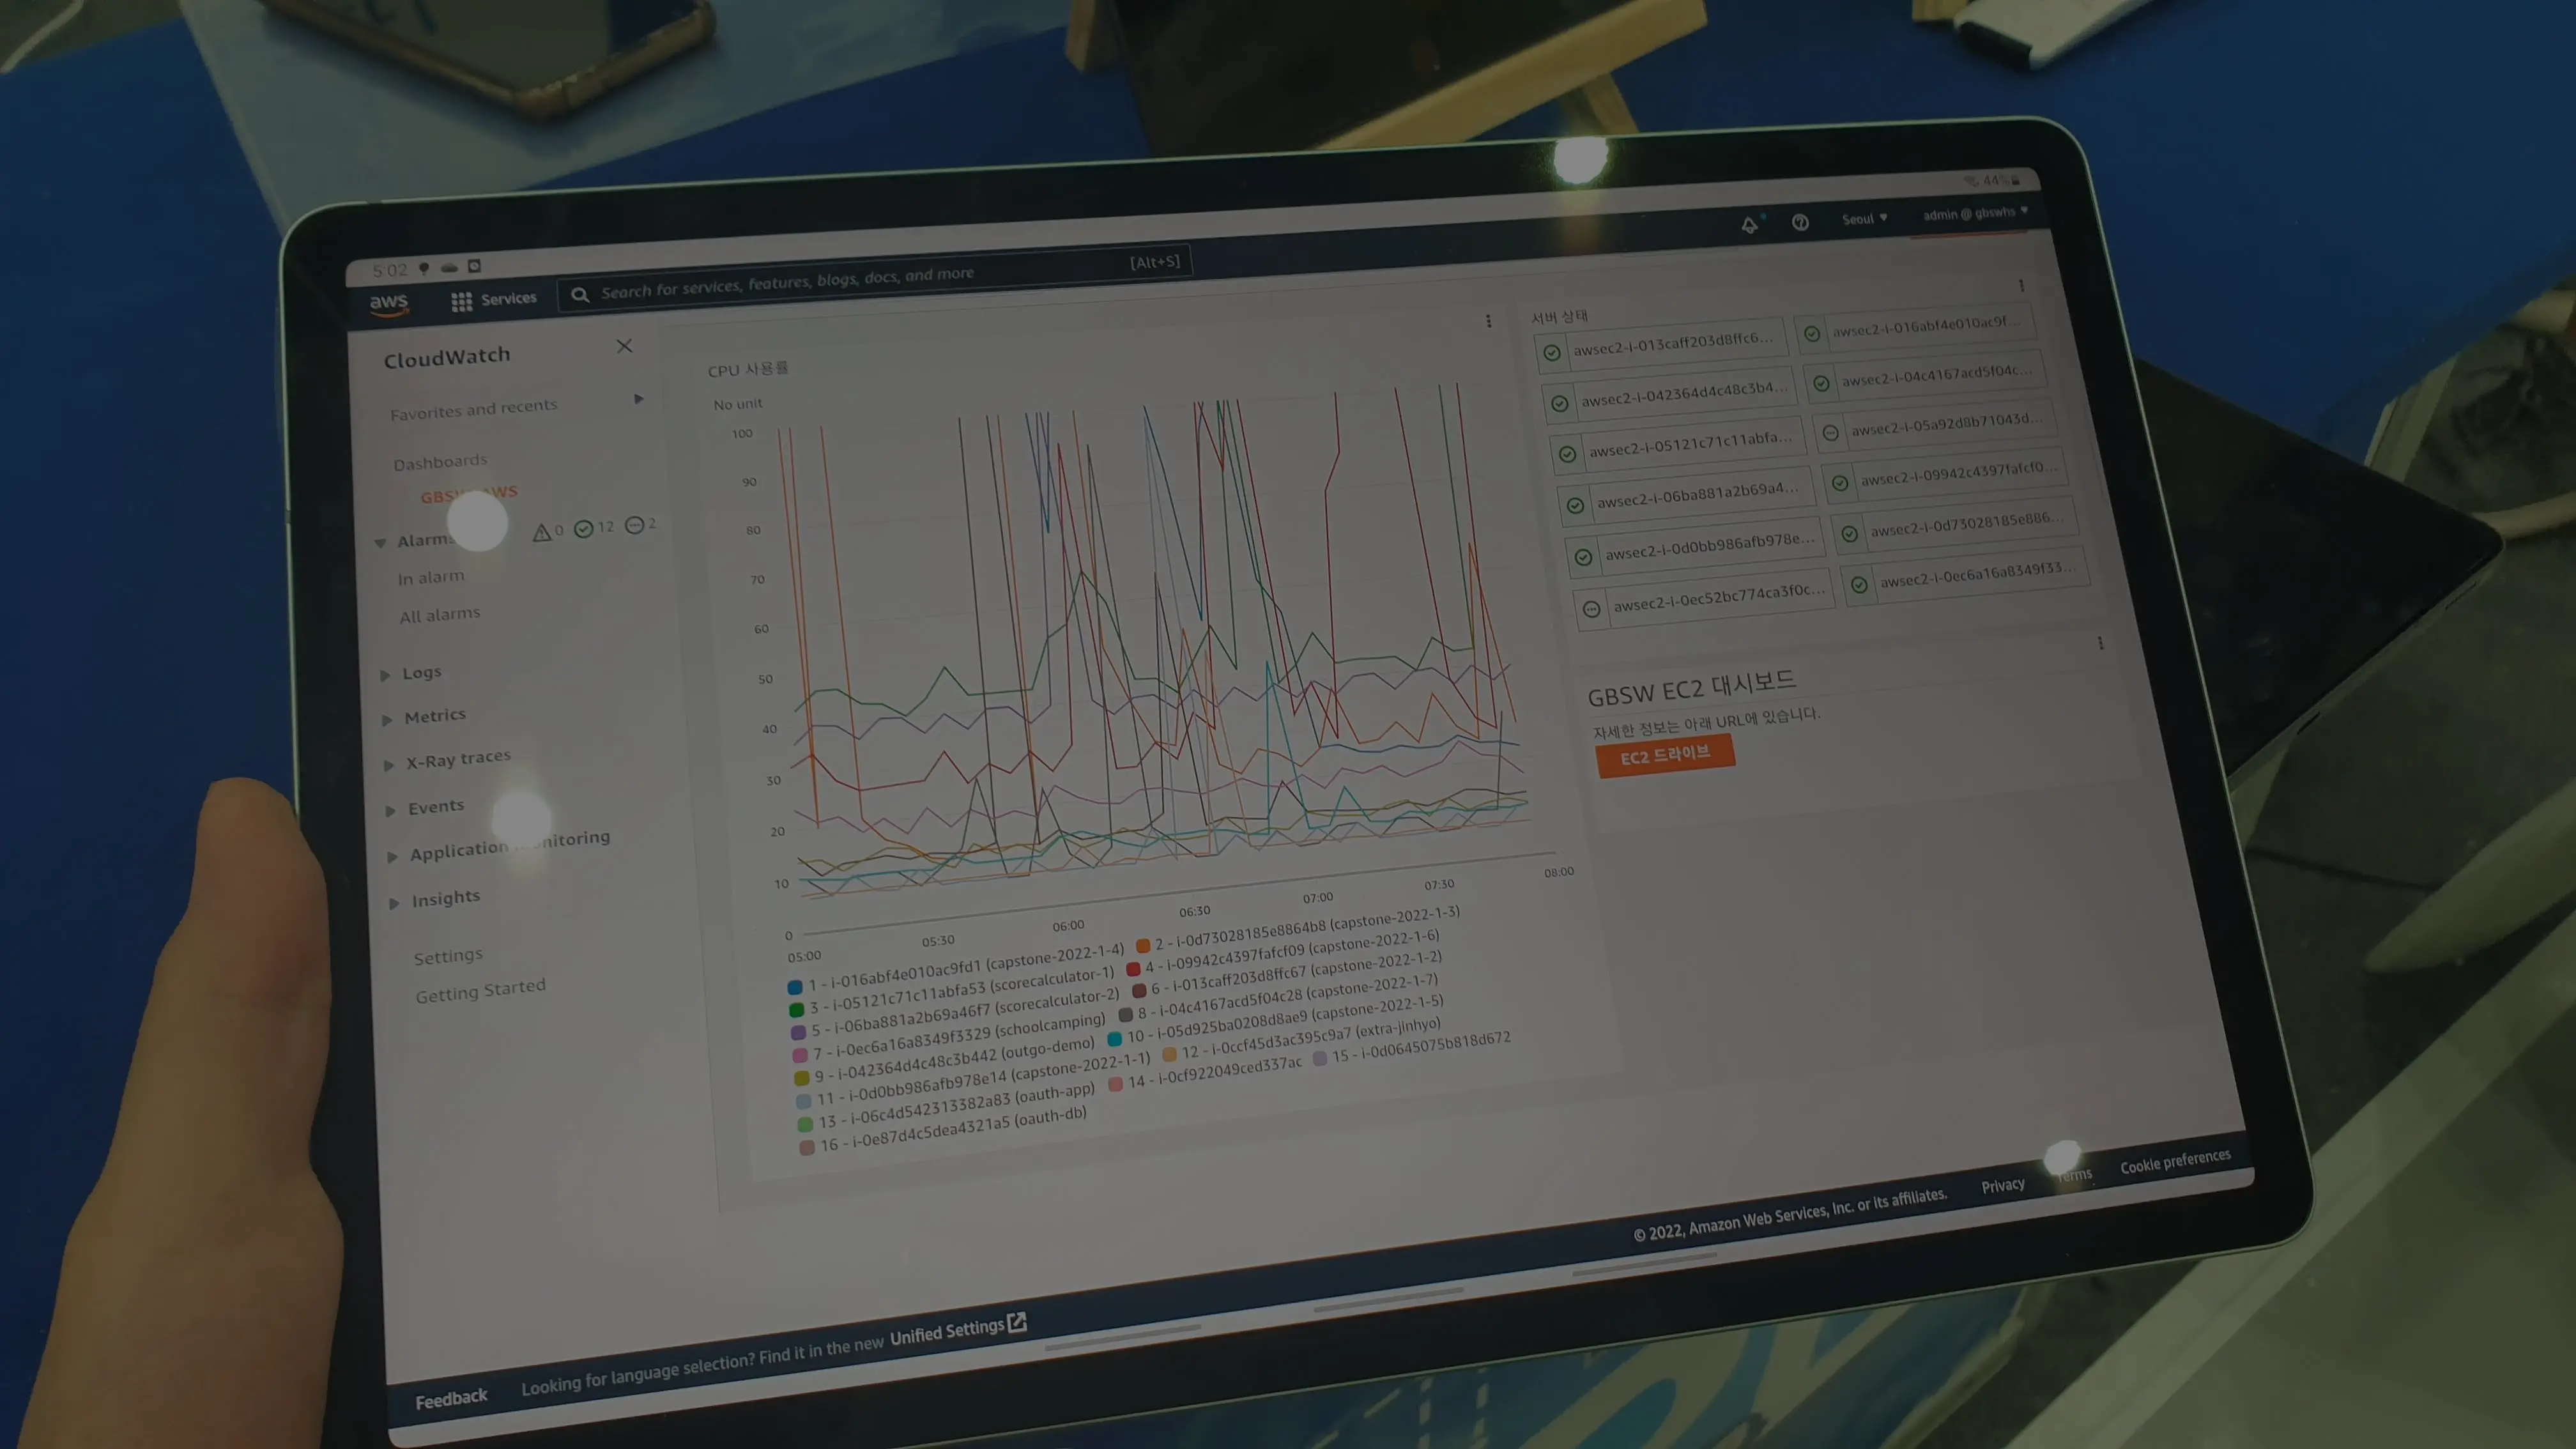 5:02
44%
aws
Services
Search for services, features, blogs, docs, and more
[Alt+S]
Seoul
admin @ gbswhs
CloudWatch
Favorites and recents
Dashboards
Alarms
0 12 2
In alarm
All alarms
Logs
Metrics
X-Ray traces
Events
Application
Insights
Settings
Getting Started
CPU 사용률
No unit
100
90
80
70
60
50
40
30
20
10
0
05:00
05:30
06:00
06:30
07:00
07:30
08:00
1 - i-016abf4e010ac9fd1 (capstone-2022-1-4)
2 - i-0d73028185e8864b8 (capstone-2022-1-3)
3 - i-05121c71c11abfa53 (scorecalculator-1)
4 - i-09942c4397fafcf09 (capstone-2022-1-6)
5 - i-06ba881a2b69a46f7 (scorecalculator-2)
6 - i-013caff203d8ffc67 (capstone-2022-1-2)
7 - i-0ec6a16a8349f3329 (schoolcamping)
8 - i-04c4167acd5f04c28 (capstone-2022-1-7)
9 - i-042364d4c48c3b442 (outgo-demo)
10 - i-05d925ba0208d8ae9 (capstone-2022-1-5)
11 - i-0d0bb986afb978e14 (capstone-2022-1-1)
12 - i-0ccf45d3ac395c9a7 (extra-jinhyo)
13 - i-06c4d542313382a83 (oauth-app)
14 - i-0cf922049ced337ac
15 - i-0d0645075b818d672
16 - i-0e87d4c5dea4321a5 (oauth-db)
서버 상태
awsec2-i-013caff203d8ffc6...
awsec2-i-016abf4e010ac9f...
awsec2-i-042364d4c48c3b4...
awsec2-i-04c4167acd5f04c...
awsec2-i-05121c71c11abfa...
awsec2-i-05a92d8b71043d...
awsec2-i-06ba881a2b69a4...
awsec2-i-09942c4397fafcf0...
awsec2-i-0d0bb986afb978e...
awsec2-i-0d73028185e886...
awsec2-i-0ec52bc774ca3f0c...
awsec2-i-0ec6a16a8349f33...
GBSW EC2 대시보드
자세한 정보는 아래 URL에 있습니다.
EC2 드라이브
© 2022, Amazon Web Services, Inc. or its affiliates.
Privacy
Terms
Cookie preferences
Feedback
Looking for language selection? Find it in the new Unified Settings